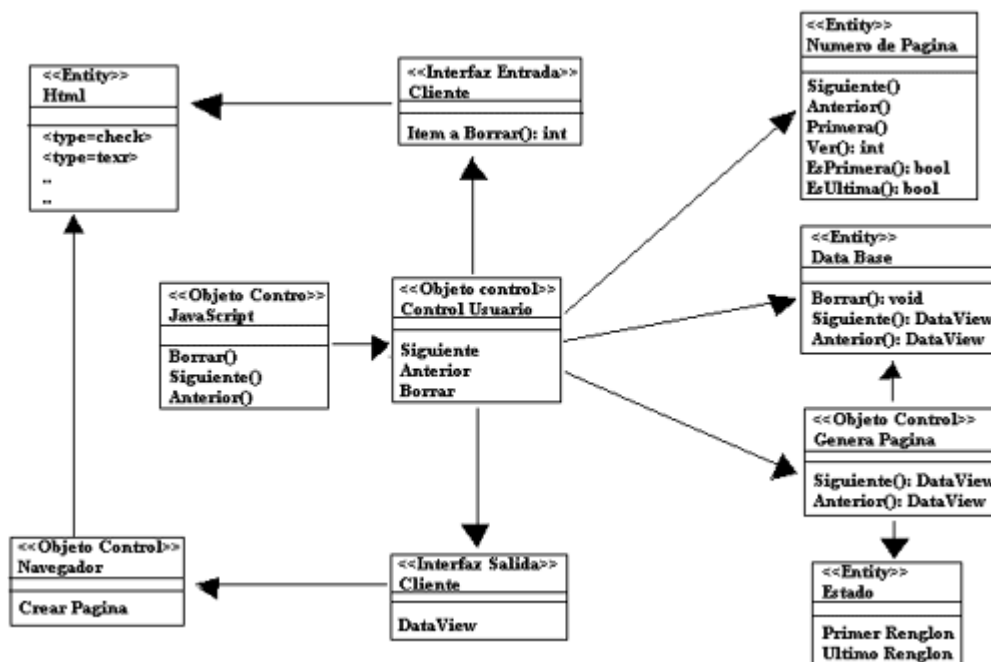 <<Entity>>
Html
<type=check>
<type=texr>
..
..
<<Interfaz Entrada>>
Cliente
Item a Borrar(): int
<<Entity>>
Numero de Pagina
Siguiente()
Anterior()
Primera()
Ver(): int
EsPrimera(): bool
EsUltima(): bool
<<Objeto Contro>>
JavaScript
Borrar()
Siguiente()
Anterior()
<<Objeto control>>
Control Usuario
Siguiente
Anterior
Borrar
<<Entity>>
Data Base
Borrar(): void
Siguiente(): DataView
Anterior(): DataView
<<Objeto Control>>
Genera Pagina
Siguiente(): DataView
Anterior(): DataView
<<Objeto Control>>
Navegador
Crear Pagina
<<Interfaz Salida>>
Cliente
DataView
<<Entity>>
Estado
Primer Renglon
Ultimo Renglon